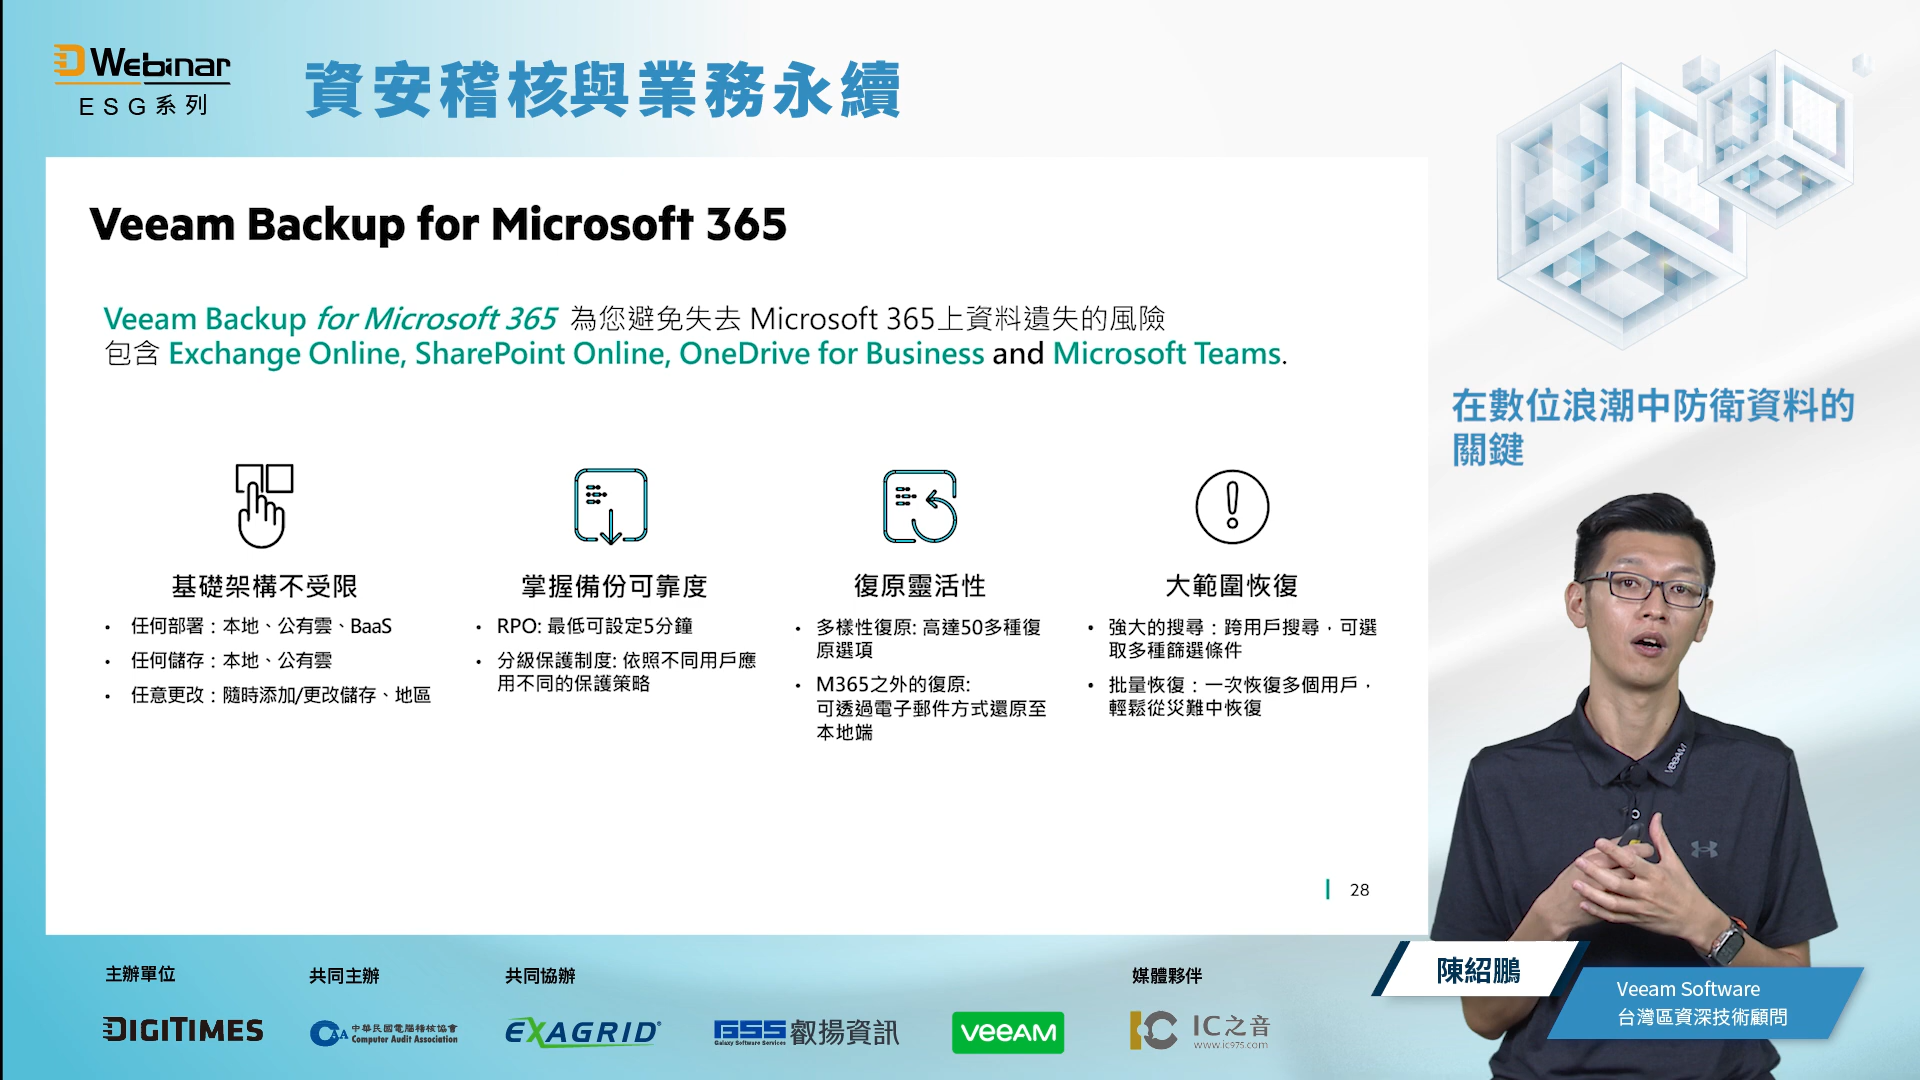 D Webinar
ESG系列
資安稽核與業務永續
Veeam Backup for Microsoft 365
Veeam Backup for Microsoft 365 為您避免失去 Microsoft 365上資料遺失的風險
包含 Exchange Online, SharePoint Online, OneDrive for Business and Microsoft Teams.
基礎架構不受限
• 任何部署：本地、公有雲、BaaS
• 任何儲存：本地、公有雲
• 任意更改：隨時添加/更改儲存、地區
掌握備份可靠度
• RPO: 最低可設定5分鐘
• 分級保護制度: 依照不同用戶應
用不同的保護策略
復原靈活性
• 多樣性復原: 高達50多種復
原選項
• M365之外的復原:
可透過電子郵件方式還原至
本地端
大範圍恢復
• 強大的搜尋：跨用戶搜尋，可選
取多種篩選條件
• 批量恢復：一次恢復多個用戶，
輕鬆從災難中恢復
28
在數位浪潮中防衛資料的
關鍵
VEEAM
陳紹鵬
Veeam Software
台灣區資深技術顧問
主辦單位
DIGITIMES
共同主辦
CAA 中華民國電腦稽核協會
Computer Audit Association
共同協辦
EXAGRID®
GSS 叡揚資訊
Galaxy Software Services
VEEAM
媒體夥伴
IC IC之音
www.ic975.com